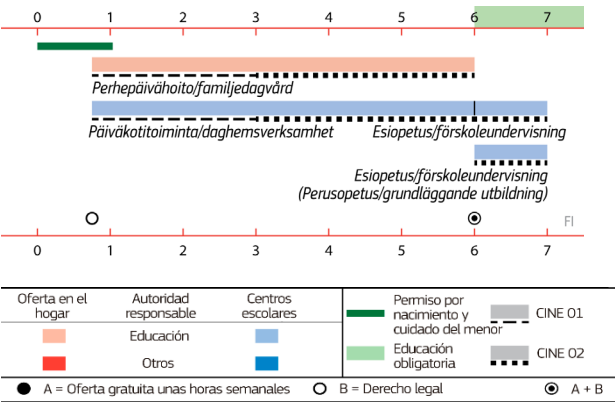 0 1 2 3 4 5 6 7
Perhepäivähoito/familjedagvård
Päiväkotitoiminta/daghemsverksamhet Esiopetus/förskoleundervisning
Esiopetus/förskoleundervisning
(Perusopetus/grundläggande utbildning)
FI
0 1 2 3 4 5 6 7
Oferta en el hogar
Autoridad responsable
Centros escolares
Educación
Otros
Permiso por
nacimiento y
cuidado del menor
CINE 01
Educación
obligatoria
CINE 02
A = Oferta gratuita unas horas semanales B = Derecho legal A + B